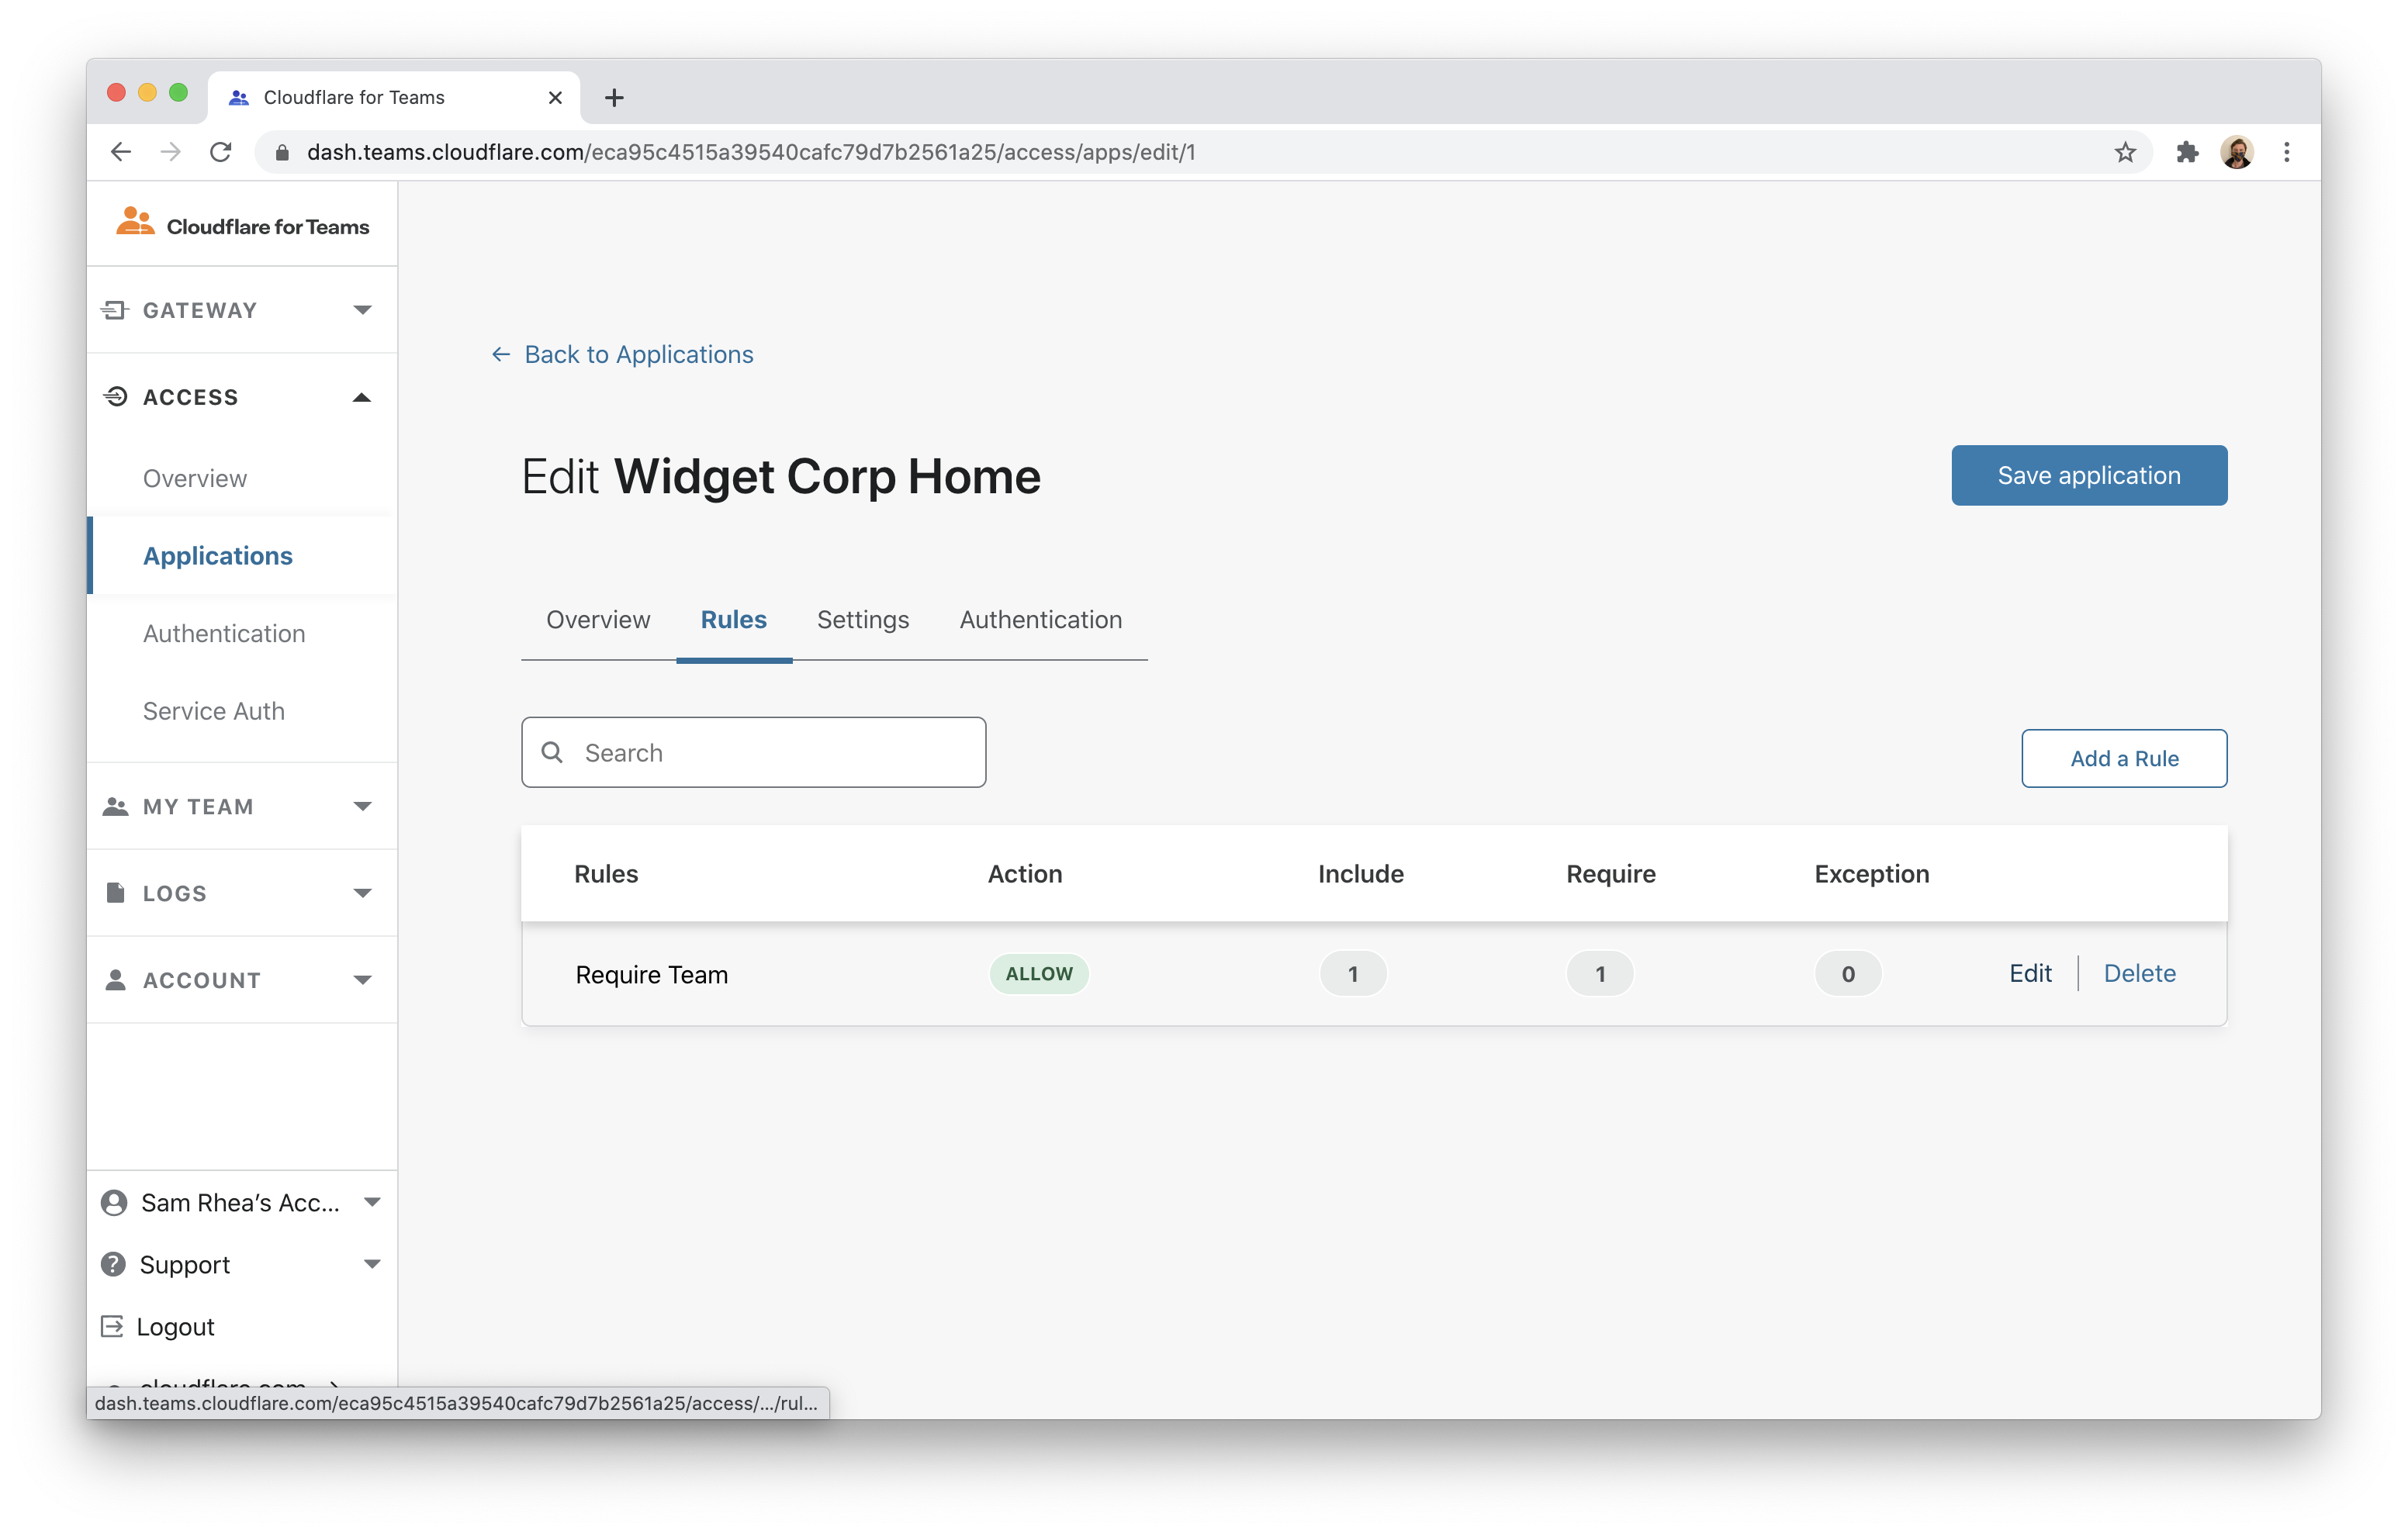 Cloudflare for Teams
dash.teams.cloudflare.com/eca95c4515a39540cafc79d7b2561a25/access/apps/edit/1
Cloudflare for Teams
GATEWAY
ACCESS
Overview
Applications
Authentication
Service Auth
MY TEAM
LOGS
ACCOUNT
Sam Rhea’s Acc...
Support
Logout
cloudflare.com
dash.teams.cloudflare.com/eca95c4515a39540cafc79d7b2561a25/access/.../rul...
Back to Applications
Edit Widget Corp Home
Save application
Overview Rules Settings Authentication
Search
Add a Rule
Rules Action Include Require Exception
Require Team ALLOW 1 1 0 Edit Delete